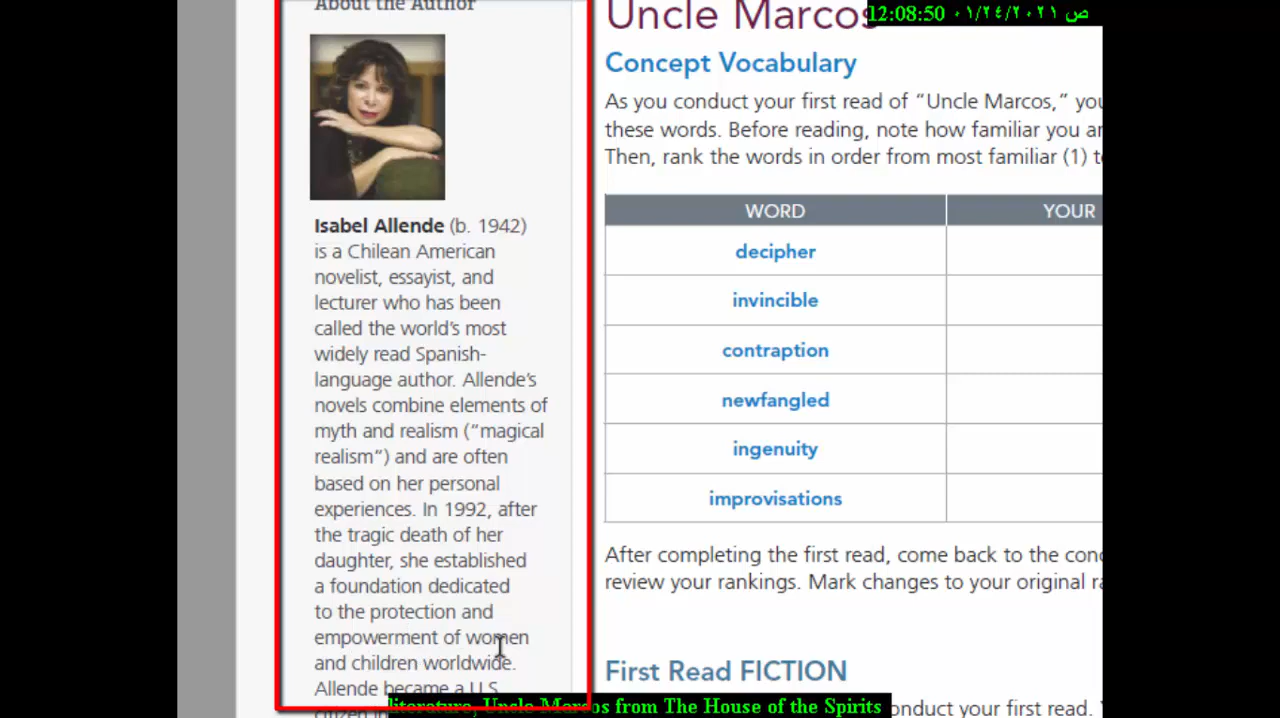 About the Author
Isabel Allende (b. 1942)
is a Chilean American
novelist, essayist, and
lecturer who has been
called the world's most
widely read Spanish-
language author. Allende's
novels combine elements of
myth and realism ("magical
realism") and are often
based on her personal
experiences. In 1992, after
the tragic death of her
daughter, she established
a foundation dedicated
to the protection and
empowerment of women
and children worldwide.
Allende became a U.S.
citizen in
Uncle Marcos
12:08:50 ٠١/٢٤/٢٠٢١ ص
Concept Vocabulary
As you conduct your first read of "Uncle Marcos," you
these words. Before reading, note how familiar you ar
Then, rank the words in order from most familiar (1) t
WORD YOUR
decipher
invincible
contraption
newfangled
ingenuity
improvisations
After completing the first read, come back to the con
review your rankings. Mark changes to your original ra
First Read FICTION
onduct your first read.
literature, Uncle Marcos from The House of the Spirits